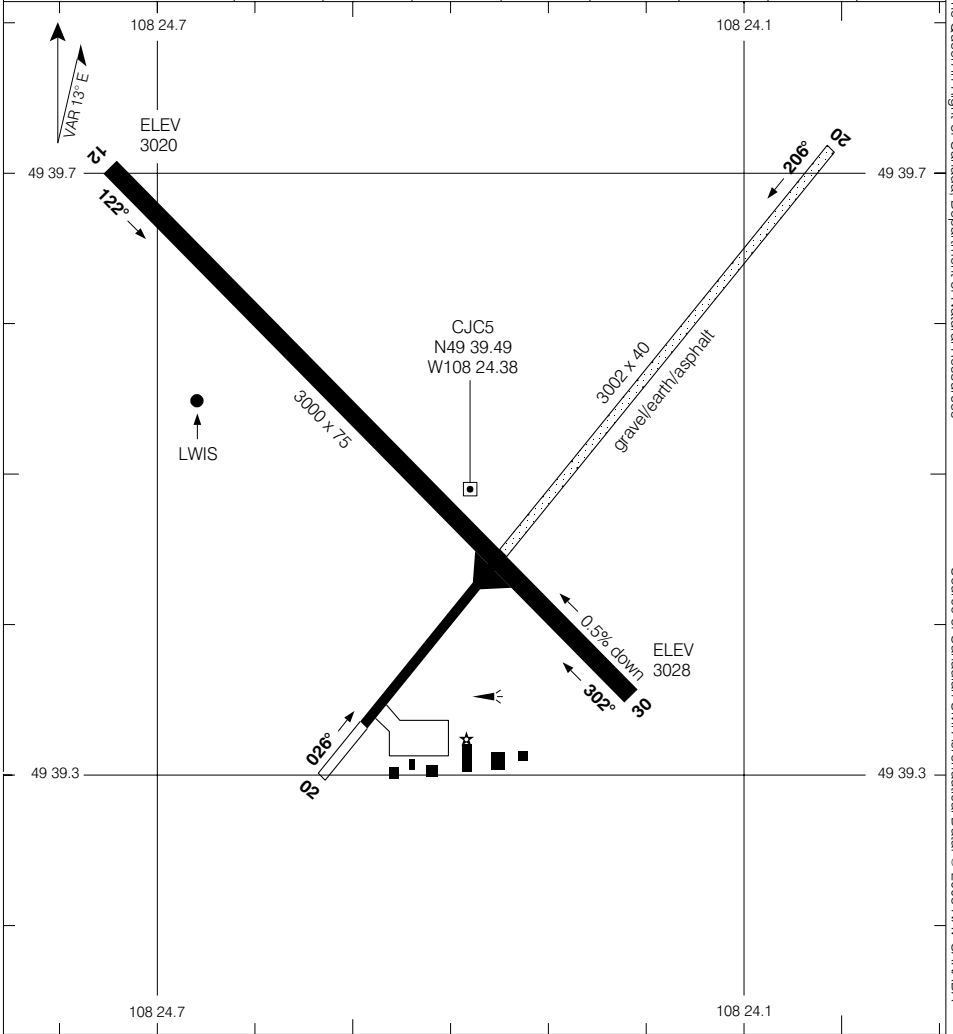 108 24.7
108 24.1
VAR 13° E
ELEV
3020
12
20
49 39.7
49 39.7
122°
206°
CJC5
N49 39.49
W108 24.38
3002 x 40
gravel/earth/asphalt
3000 x 75
LWIS
0.5% down
ELEV
3028
302°
30
026°
02
49 39.3
49 39.3
108 24.7
108 24.1